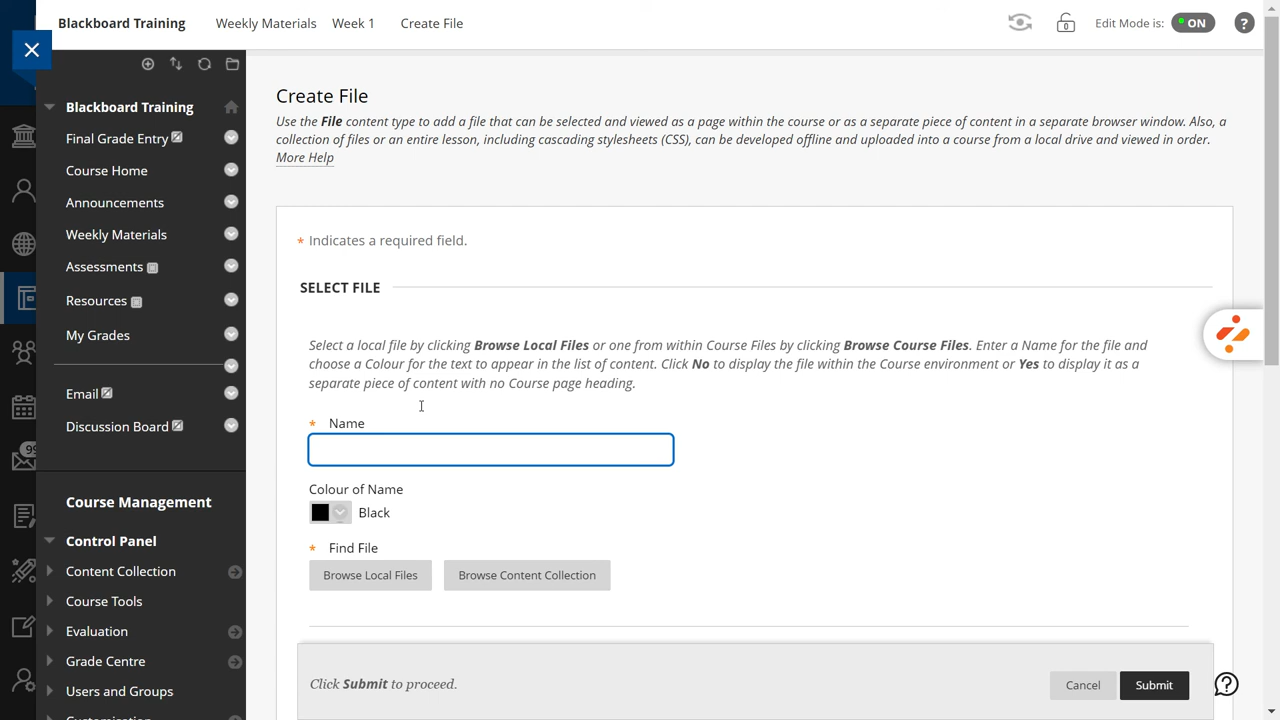 Blackboard Training Weekly Materials Week 1 Create File Edit Mode is: ON ?
Blackboard Training
Final Grade Entry
Course Home
Announcements
Weekly Materials
Assessments
Resources
My Grades
Email
Discussion Board
Course Management
Control Panel
Content Collection
Course Tools
Evaluation
Grade Centre
Users and Groups
Create File
Use the File content type to add a file that can be selected and viewed as a page within the course or as a separate piece of content in a separate browser window. Also, a
collection of files or an entire lesson, including cascading stylesheets (CSS), can be developed offline and uploaded into a course from a local drive and viewed in order.
More Help
* Indicates a required field.
SELECT FILE
Select a local file by clicking Browse Local Files or one from within Course Files by clicking Browse Course Files. Enter a Name for the file and
choose a Colour for the text to appear in the list of content. Click No to display the file within the Course environment or Yes to display it as a
separate piece of content with no Course page heading.
* Name
Colour of Name
Black
* Find File
Browse Local Files Browse Content Collection
Click Submit to proceed. Cancel Submit